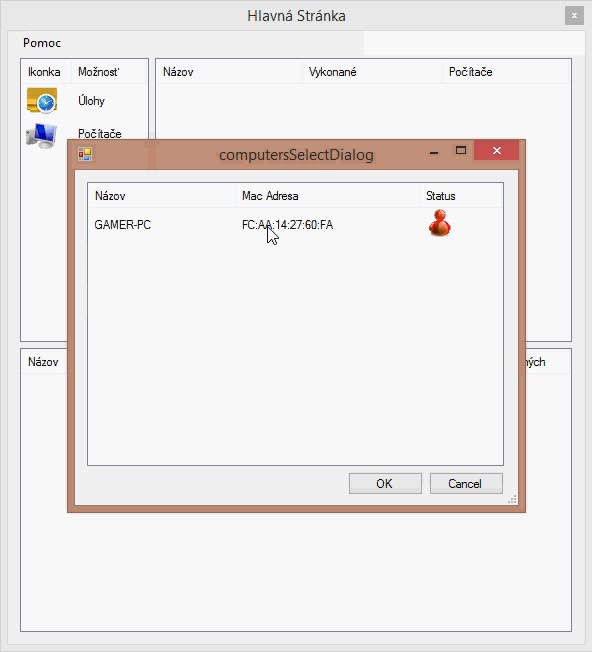 Hlavná Stránka
Pomoc
Ikonka Možnosť
Názov Vykonané Počítače
Úlohy
Počítače
computersSelectDialog
Názov Mac Adresa Status
GAMER-PC FC:AA:14:27:60:FA
Názov
OK Cancel